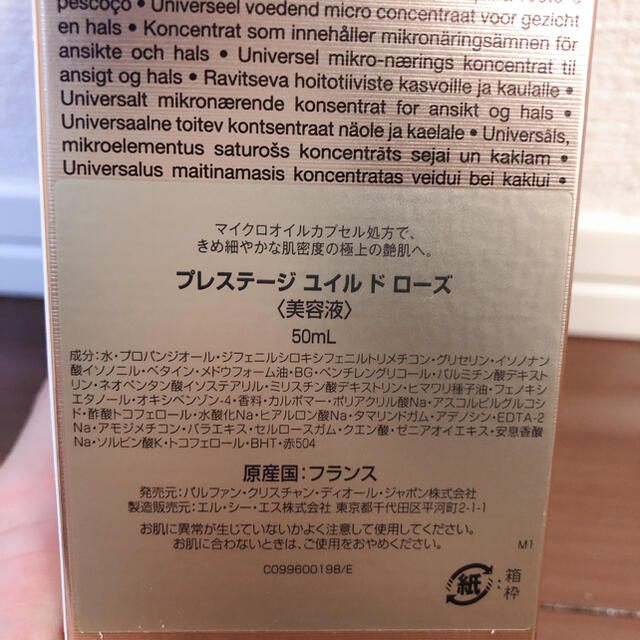 pescoço • Universeel voedend micro concentraat voor gezicht
en hals • Koncentrat som innehåller mikronäringsämnen för
ansikte och hals • Universel mikro-nærings koncentrat til
ansigt og hals • Ravitseva hoitotiiviste kasvoille ja kaulalle •
Universalt mikronærende konsentrat for ansikt og hals •
Universaalne toitev kontsentraat näole ja kaelale • Universāls,
mikroelementus saturošs koncentrāts sejai un kaklam •
Universalus maitinamasis koncentratas veidui bei kaklui •
マイクロオイルカプセル処方で、
きめ細やかな肌密度の極上の艶肌へ。
プレステージ ユイル ド ローズ
〈美容液〉
50mL
成分:水・プロパンジオール・ジフェニルシロキシフェニルトリメチコン・グリセリン・イソノナン
酸イソノニル・ベタイン・メドウフォーム油・BG・ペンチレングリコール・パルミチン酸デキスト
リン・ネオペンタン酸イソステアリル・ミリスチン酸デキストリン・ヒマワリ種子油・フェノキシ
エタノール・オキシベンゾン-4・香料・カルボマー・ポリアクリル酸Na・アスコルビルグルコシ
ド・酢酸トコフェロール・水酸化Na・ヒアルロン酸Na・タマリンドガム・アデノシン・EDTA-2
Na・アモジメチコン・バラエキス・セルロースガム・クエン酸・ゼニアオイエキス・安息香酸
Na・ソルビン酸K・トコフェロール・BHT・赤504
原産国:フランス
発売元:パルファン・クリスチャン・ディオール・ジャポン株式会社
製造販売元:エル・シー・エス株式会社 東京都千代田区平河町2-1-1
お肌に異常が生じていないかよく注意して使用してください。
お肌に合わないときは、ご使用をおやめください。
M1
C099600198/E
紙:箱
枠